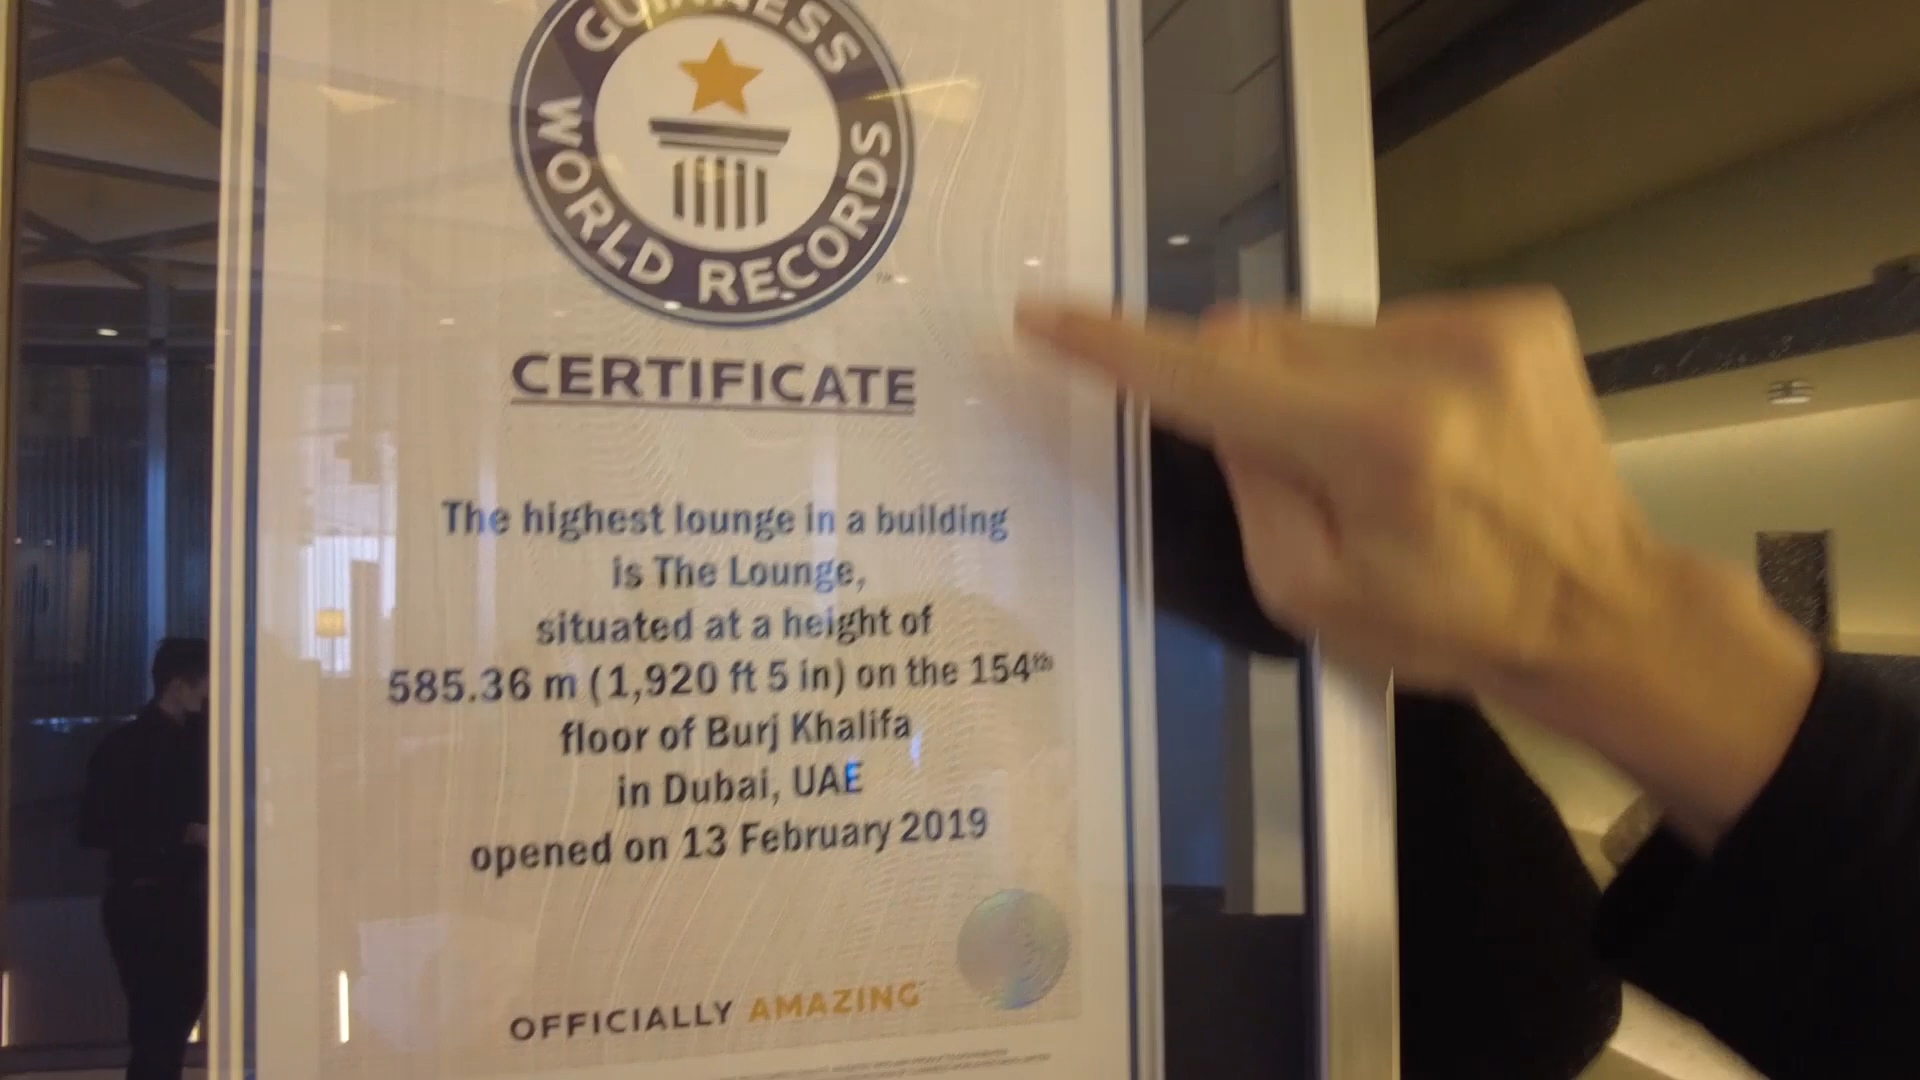 GUINNESS
WORLD RECORDS
CERTIFICATE
The highest lounge in a building
is The Lounge,
situated at a height of
585.36 m (1,920 ft 5 in) on the 154th
floor of Burj Khalifa
in Dubai, UAE
opened on 13 February 2019
OFFICIALLY AMAZING